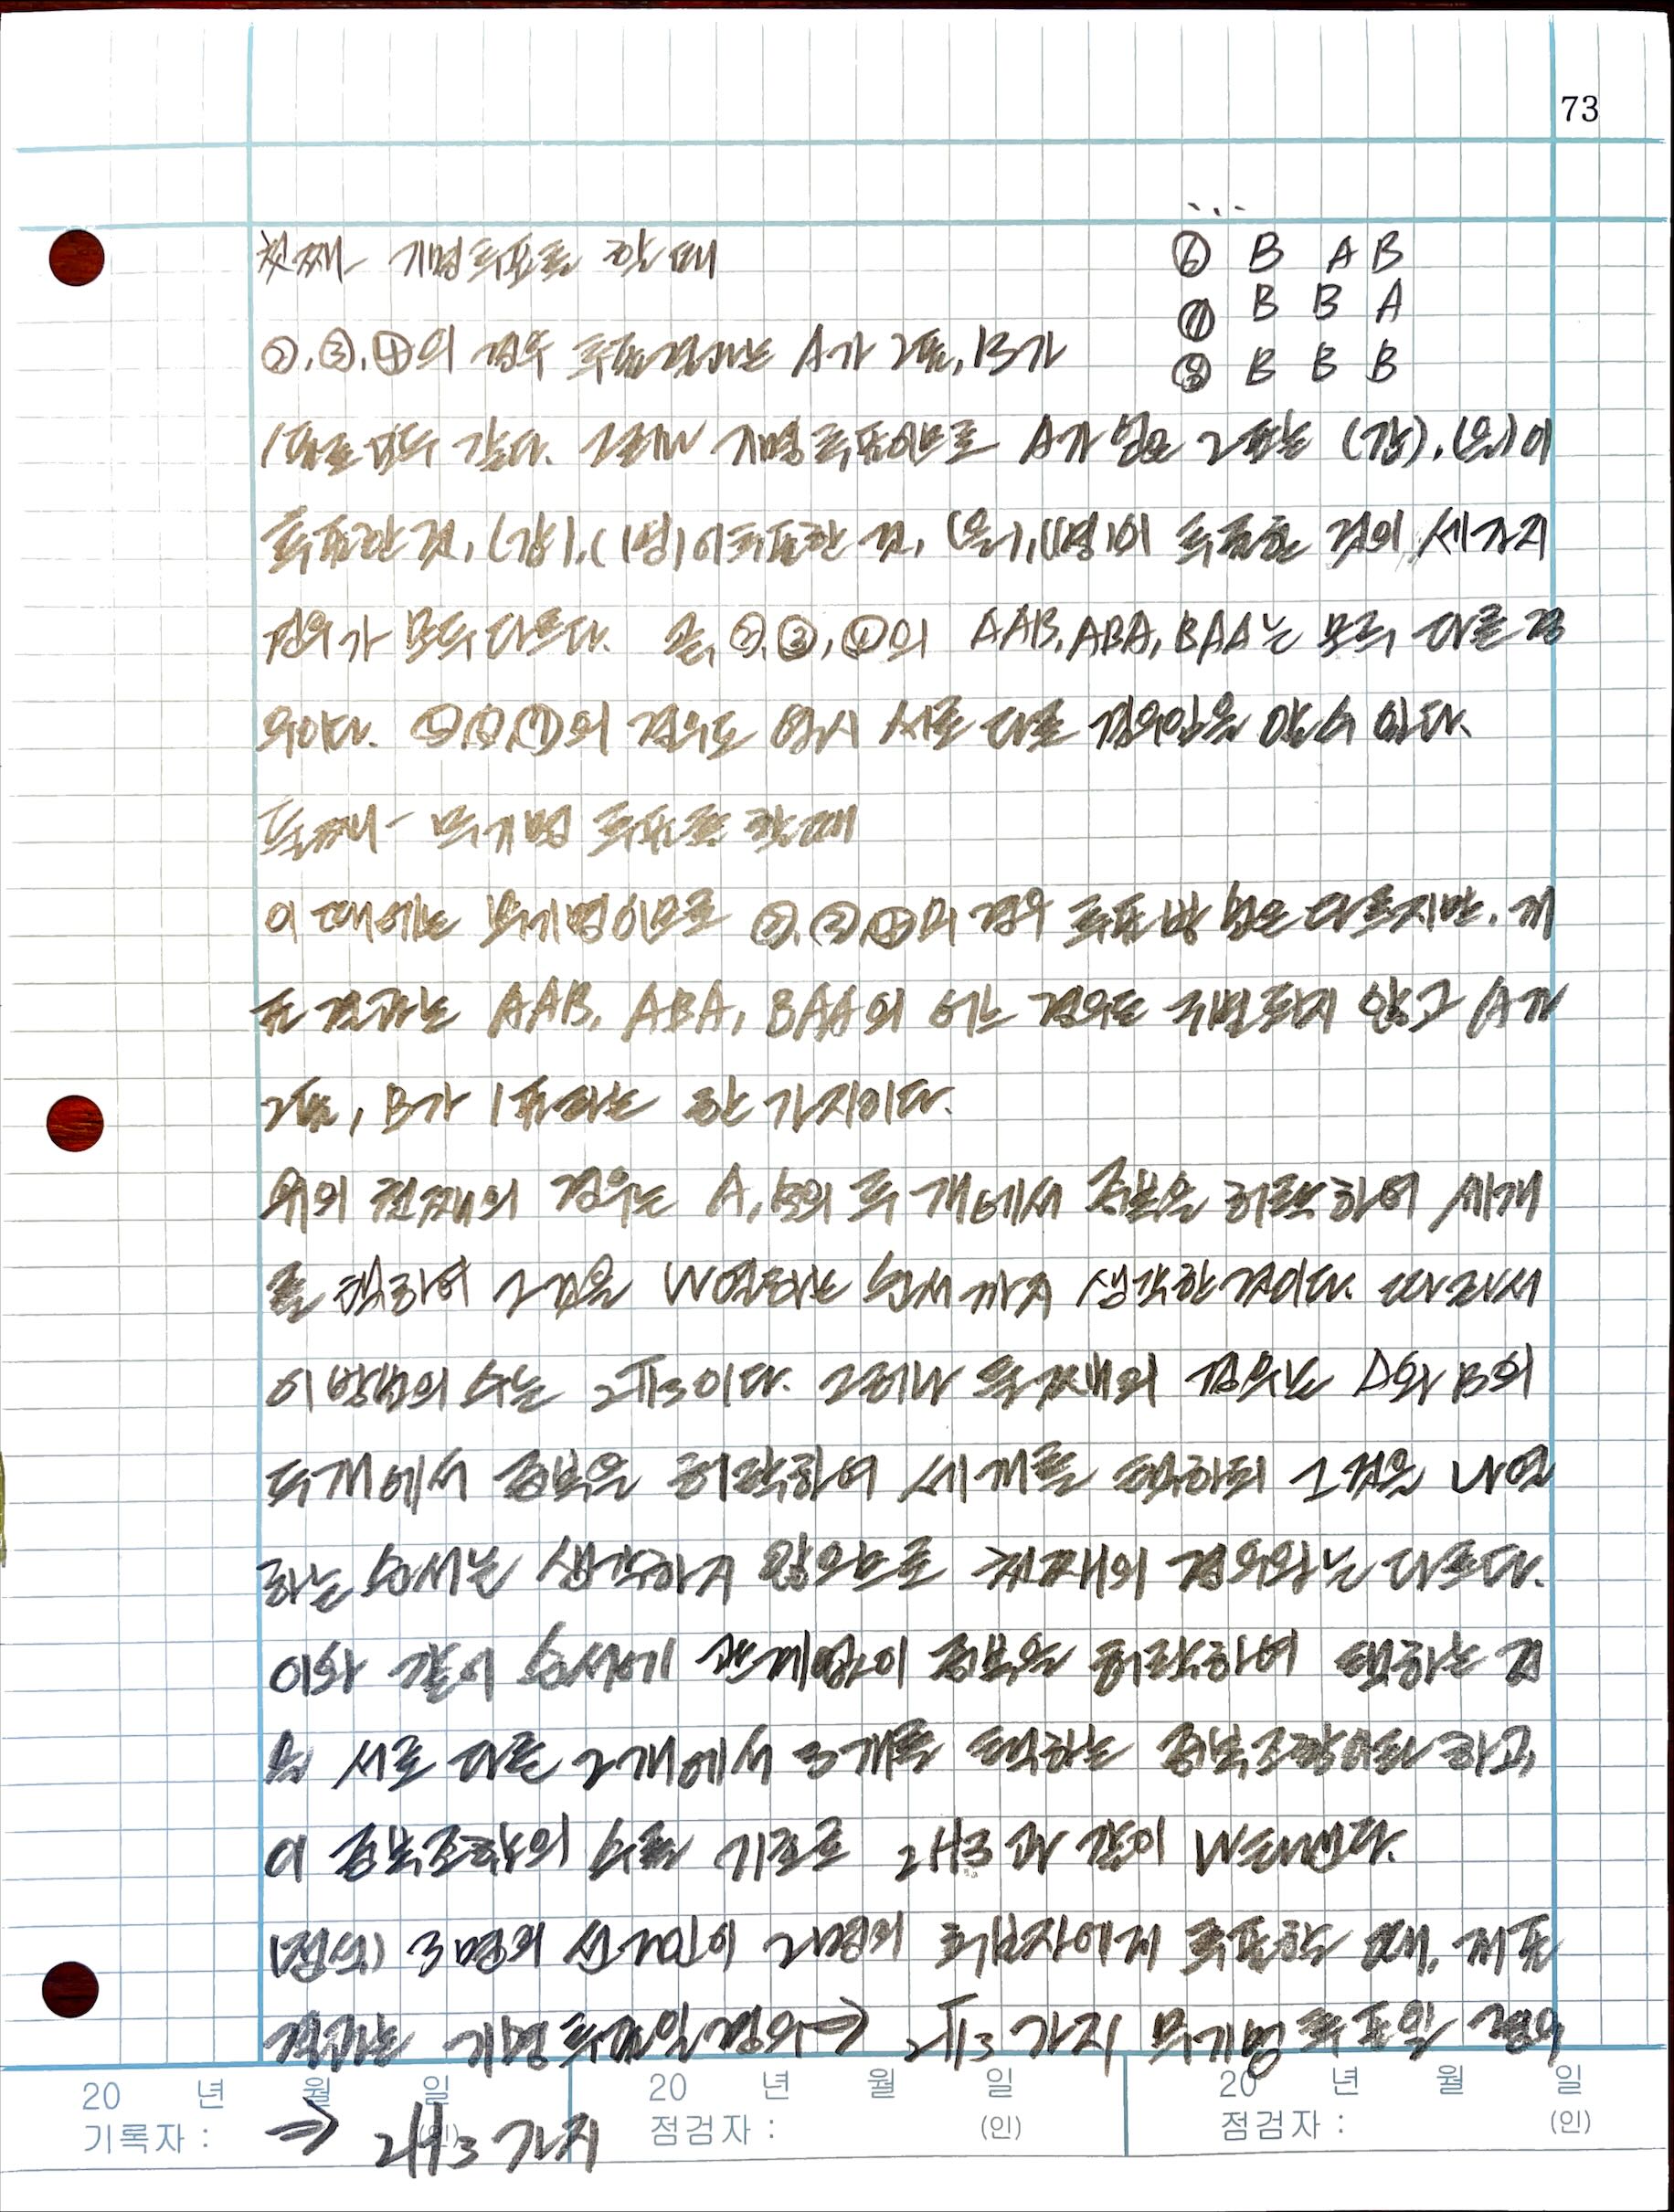 73
...
첫째- 기명투표를 할 때
⑥ B A B
⑦ B B A
⑧ B B B
②, ③, ④의 경우 투표결과는 A가 2표, B가
1표로 모두 같다. 그러나 기명 투표이므로 A가 얻은 2표는 (갑), (을)이
투표한 것, (갑), (병)이 투표한 것, (을), (병)이 투표한 것의 세가지
경우가 모두 다르다. 곧, ②, ③, ④의 AAB, ABA, BAA는 모두 다른 경
우이다. ⑤⑥⑦의 경우도 역시 서로 다른 경우임을 알 수 있다.
둘째- 무기명 투표를 할 때
이 때에는 무기명이므로 ②, ③, ④의 경우 투표 방법은 다르지만, 개
표 결과는 AAB, ABA, BAA의 어느 경우도 구별되지 않고 A가
2표, B가 1표라는 한 가지이다.
위의 첫째의 경우는 A, B의 두 개에서 중복을 허락하여 세개
를 택하여 그것을 나열하는 순서까지 생각한 것이다. 따라서
이 방법의 수는 ₂Π₃이다. 그러나 둘째의 경우는 A와 B의
두개에서 중복을 허락하여 세개를 택하되 그것을 나열
하는 순서는 생각하지 않으므로 첫째의 경우와는 다르다.
이와 같이 순서에 관계없이 중복을 허락하여 택하는 것
을 서로 다른 2개에서 3개를 택하는 중복조합이라 하고,
이 중복조합의 수를 기호로 ₂H₃과 같이 나타낸다.
(정의) 3명의 선거인이 2명의 후보자에게 투표할 때, 개표
결과는 기명 투표일 경우 ⇒ ₂Π₃ 가지 무기명 투표일 경우
⇒ ₂H₃ 가지
20 년 월 일 20 년 월 일 20 년 월 일
기록자 : (인) 점검자 : (인) 점검자 : (인)